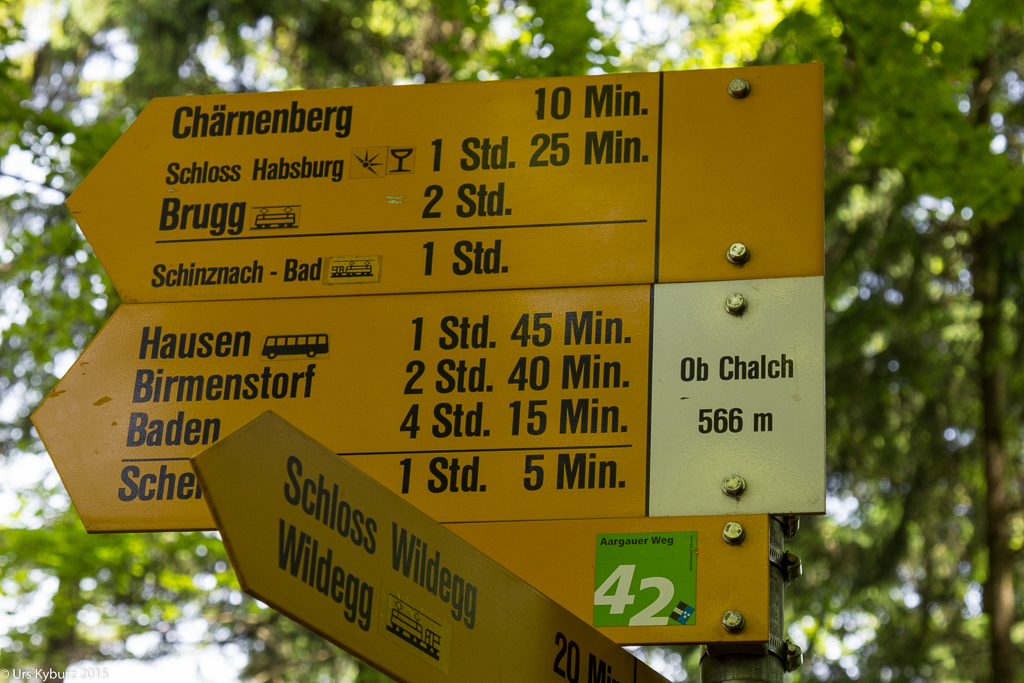 Chärnenberg 10 Min.
Schloss Habsburg 1 Std. 25 Min.
Brugg 2 Std.
Schinznach - Bad 1 Std.
Hausen 1 Std. 45 Min.
Birmenstorf 2 Std. 40 Min.
Baden 4 Std. 15 Min.
1 Std. 5 Min.
Ob Chalch
566 m
Schloss Wildegg
Wildegg
20 Min
Aargauer Weg
42
© Urs Kyburz 2015